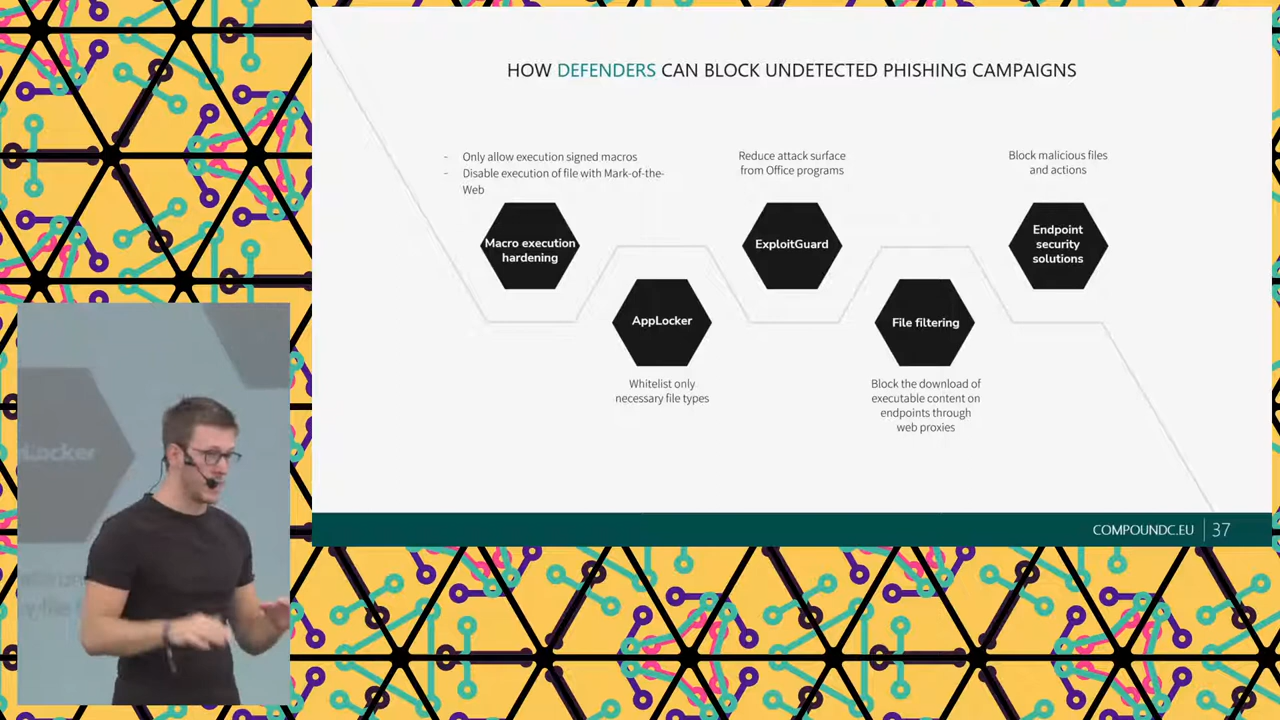 HOW DEFENDERS CAN BLOCK UNDETECTED PHISHING CAMPAIGNS
- Only allow execution signed macros
- Disable execution of file with Mark-of-the-
Web
Macro execution
hardening
AppLocker
Whitelist only
necessary file types
Reduce attack surface
from Office programs
ExploitGuard
File filtering
Block the download of
executable content on
endpoints through
web proxies
Block malicious files
and actions
Endpoint
security
solutions
COMPOUNDC.EU 37
Locker